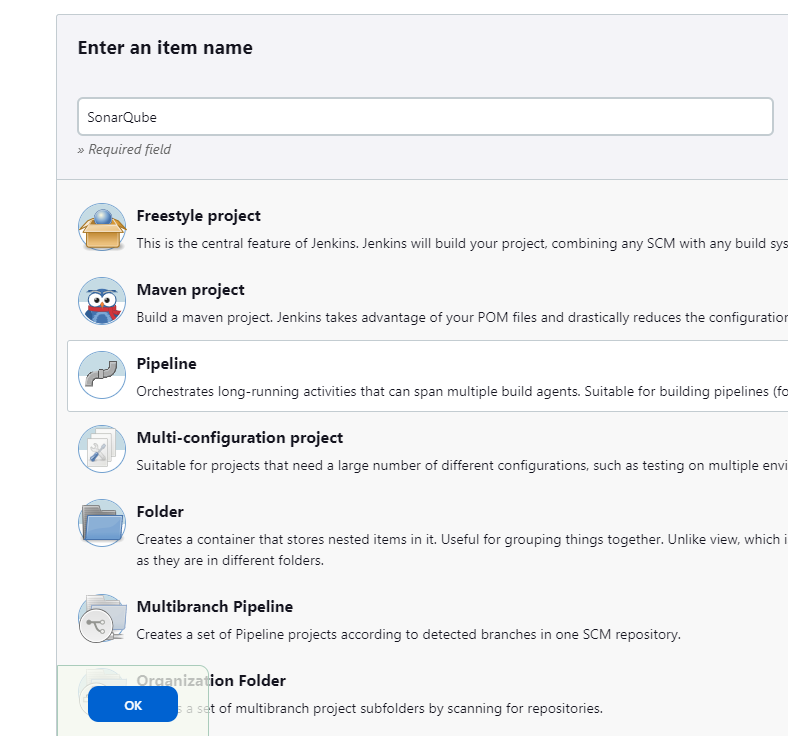 Enter an item name
SonarQube
» Required field
Freestyle project
This is the central feature of Jenkins. Jenkins will build your project, combining any SCM with any build sys
Maven project
Build a maven project. Jenkins takes advantage of your POM files and drastically reduces the configuration
Pipeline
Orchestrates long-running activities that can span multiple build agents. Suitable for building pipelines (fo
Multi-configuration project
Suitable for projects that need a large number of different configurations, such as testing on multiple envi
Folder
Creates a container that stores nested items in it. Useful for grouping things together. Unlike view, which i
as they are in different folders.
Multibranch Pipeline
Creates a set of Pipeline projects according to detected branches in one SCM repository.
Organization Folder
OK
s a set of multibranch project subfolders by scanning for repositories.